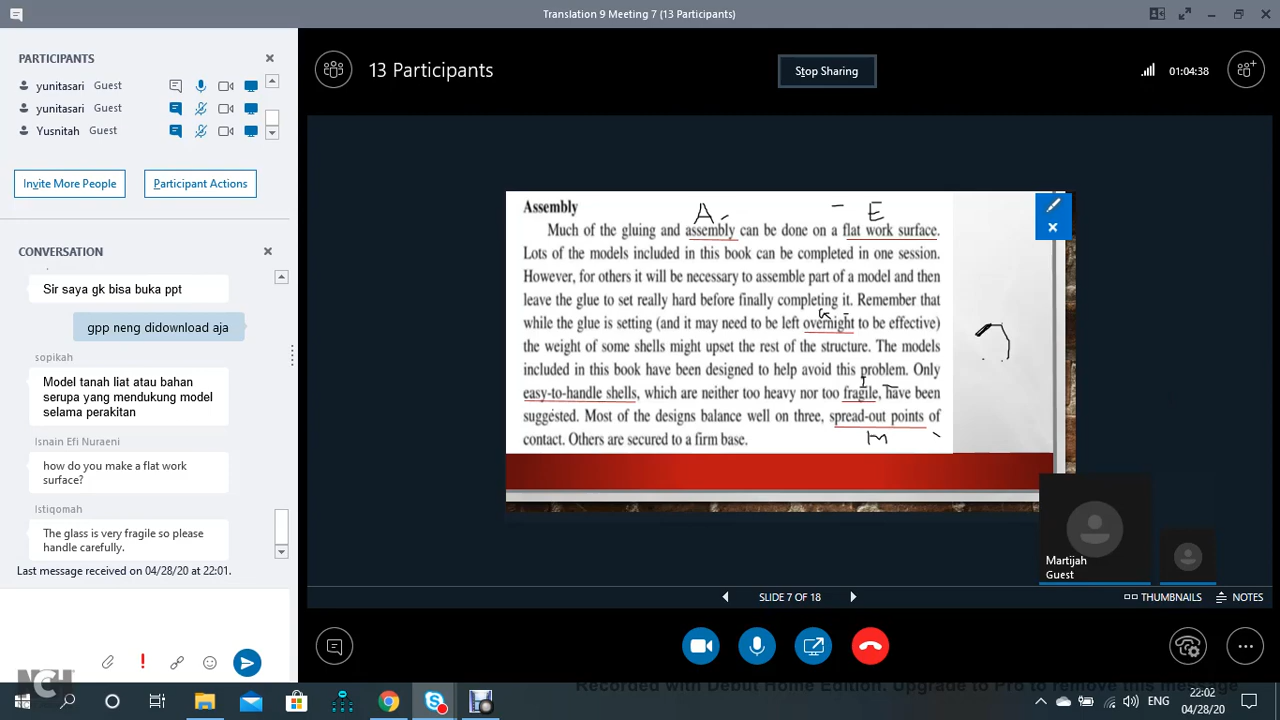 Translation 9 Meeting 7 (13 Participants)
PARTICIPANTS
yunitasari Guest
yunitasari Guest
Yusnitah Guest
Invite More People
Participant Actions
CONVERSATION
Sir saya gk bisa buka ppt
gpp neng didownload aja
sopikah
Model tanah liat atau bahan
serupa yang mendukung model
selama perakitan
Isnain Efi Nuraeni
how do you make a flat work
surface?
Istiqomah
The glass is very fragile so please
handle carefully.
Last message received on 04/28/20 at 22:01.
NCH
13 Participants
Stop Sharing
01:04:38
Assembly
A E
Much of the gluing and assembly can be done on a flat work surface.
Lots of the models included in this book can be completed in one session.
However, for others it will be necessary to assemble part of a model and then
leave the glue to set really hard before finally completing it. Remember that
while the glue is setting (and it may need to be left overnight to be effective)
the weight of some shells might upset the rest of the structure. The models
included in this book have been designed to help avoid this problem. Only
I
easy-to-handle shells, which are neither too heavy nor too fragile, have been
suggested. Most of the designs balance well on three, spread-out points of
contact. Others are secured to a firm base.
m
Martijah
Guest
SLIDE 7 OF 18
THUMBNAILS
NOTES
Recorded with Debut Home Edition. Upgrade to Pro to remove this message
ENG
22:02
04/28/20